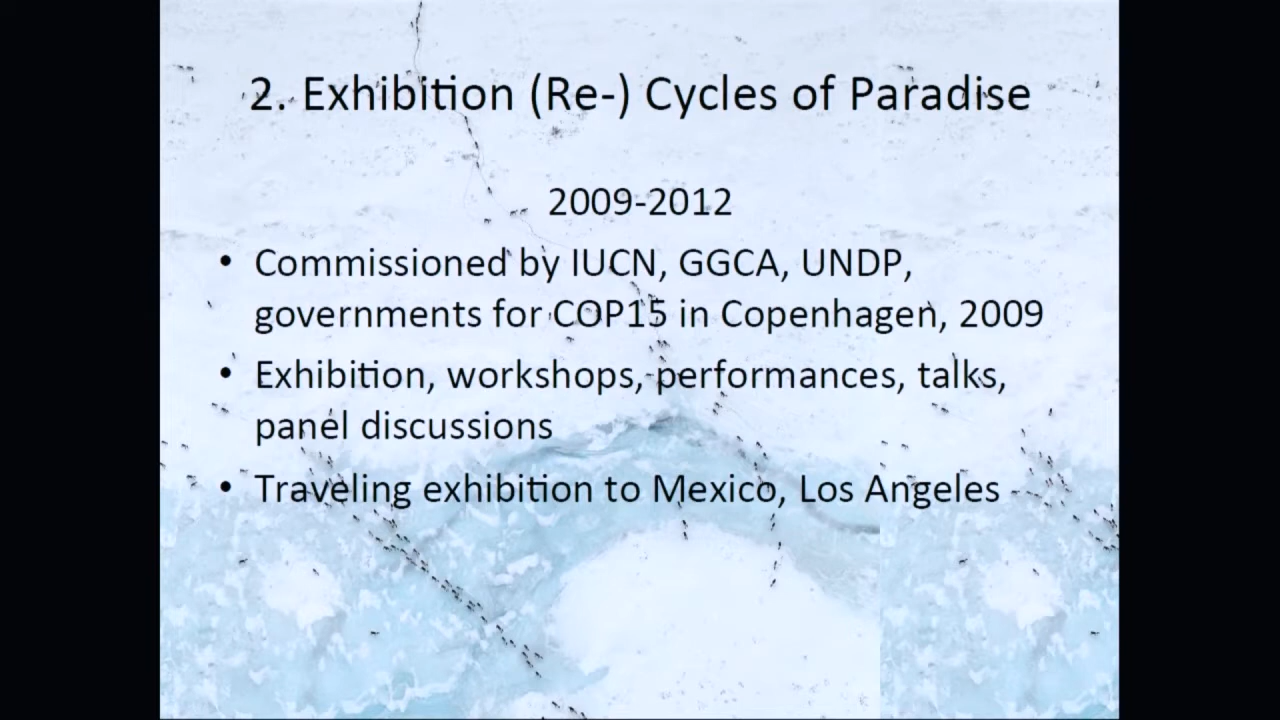 2. Exhibition (Re-) Cycles of Paradise
2009-2012
• Commissioned by IUCN, GGCA, UNDP,
governments for COP15 in Copenhagen, 2009
• Exhibition, workshops, performances, talks,
panel discussions
• Traveling exhibition to Mexico, Los Angeles